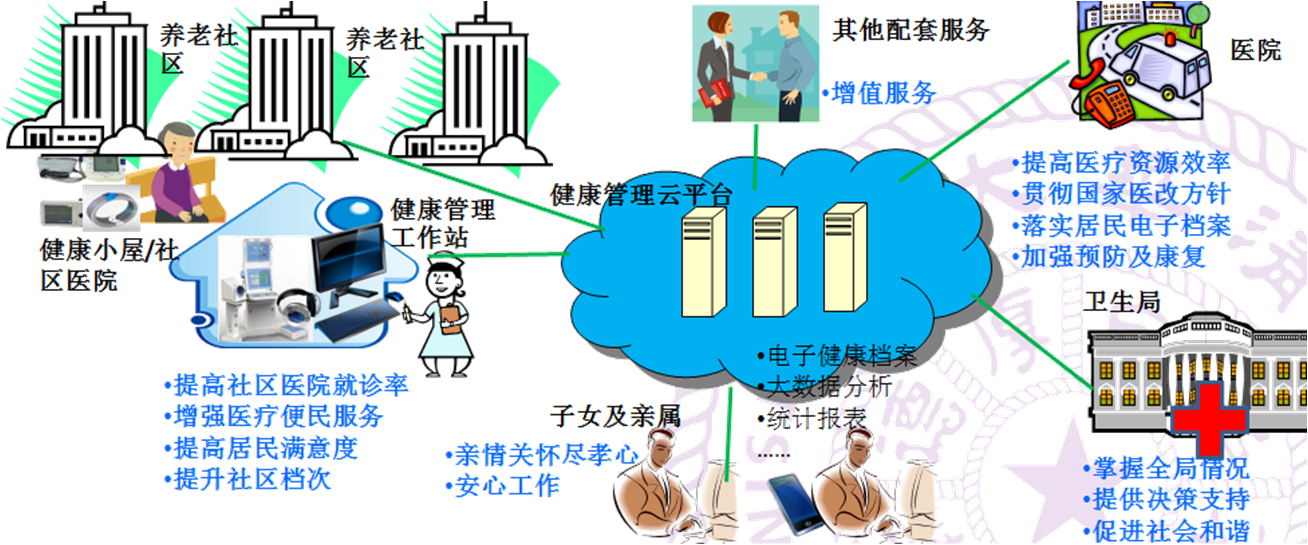 养老社
区
养老社
区
其他配套服务
•增值服务
医院
•提高医疗资源效率
•贯彻国家医改方针
•落实居民电子档案
•加强预防及康复
健康管理云平台
健康管理
工作站
健康小屋/社
区医院
•提高社区医院就诊率
•增强医疗便民服务
•提高居民满意度
•提升社区档次
•电子健康档案
•大数据分析
•统计报表
……
子女及亲属
•亲情关怀尽孝心
•安心工作
卫生局
•掌握全局情况
•提供决策支持
•促进社会和谐